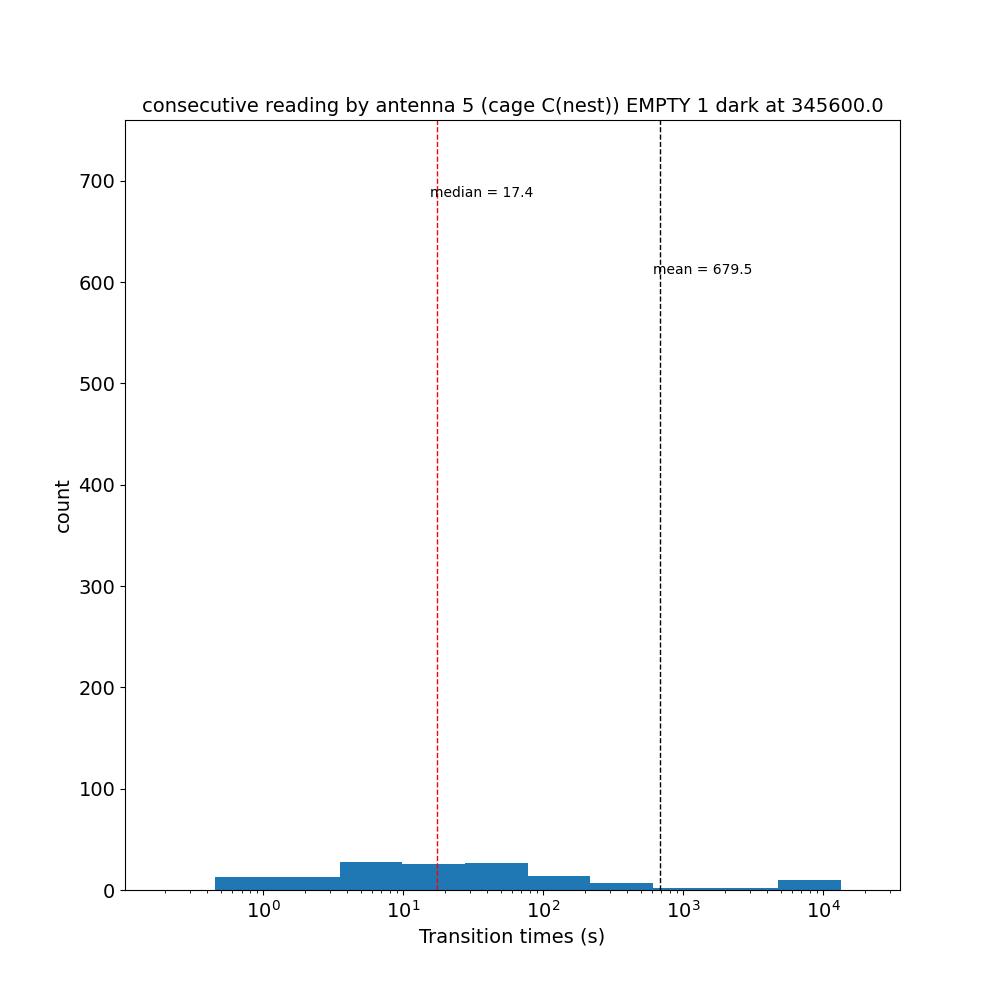 consecutive reading by antenna 5 (cage C(nest)) EMPTY 1 dark at 345600.0
700
median = 17.4
mean = 679.5
600
500
count
400
300
200
100
0
10⁰ 10¹ 10² 10³ 10⁴
Transition times (s)